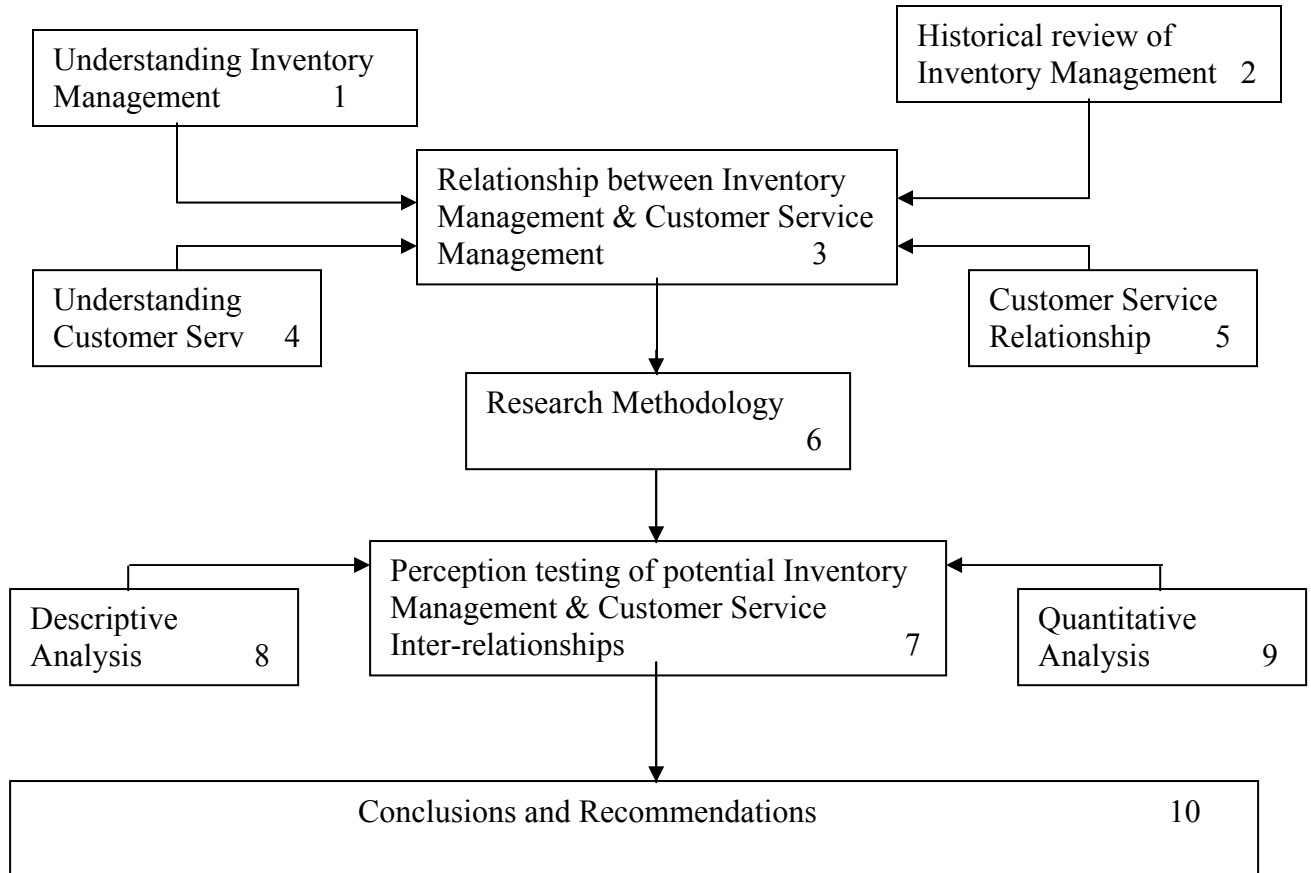 Understanding Inventory
Management 1
Historical review of
Inventory Management 2
Relationship between Inventory
Management & Customer Service
Management 3
Understanding
Customer Serv 4
Customer Service
Relationship 5
Research Methodology
6
Perception testing of potential Inventory
Management & Customer Service
Inter-relationships 7
Descriptive
Analysis 8
Quantitative
Analysis 9
Conclusions and Recommendations 10